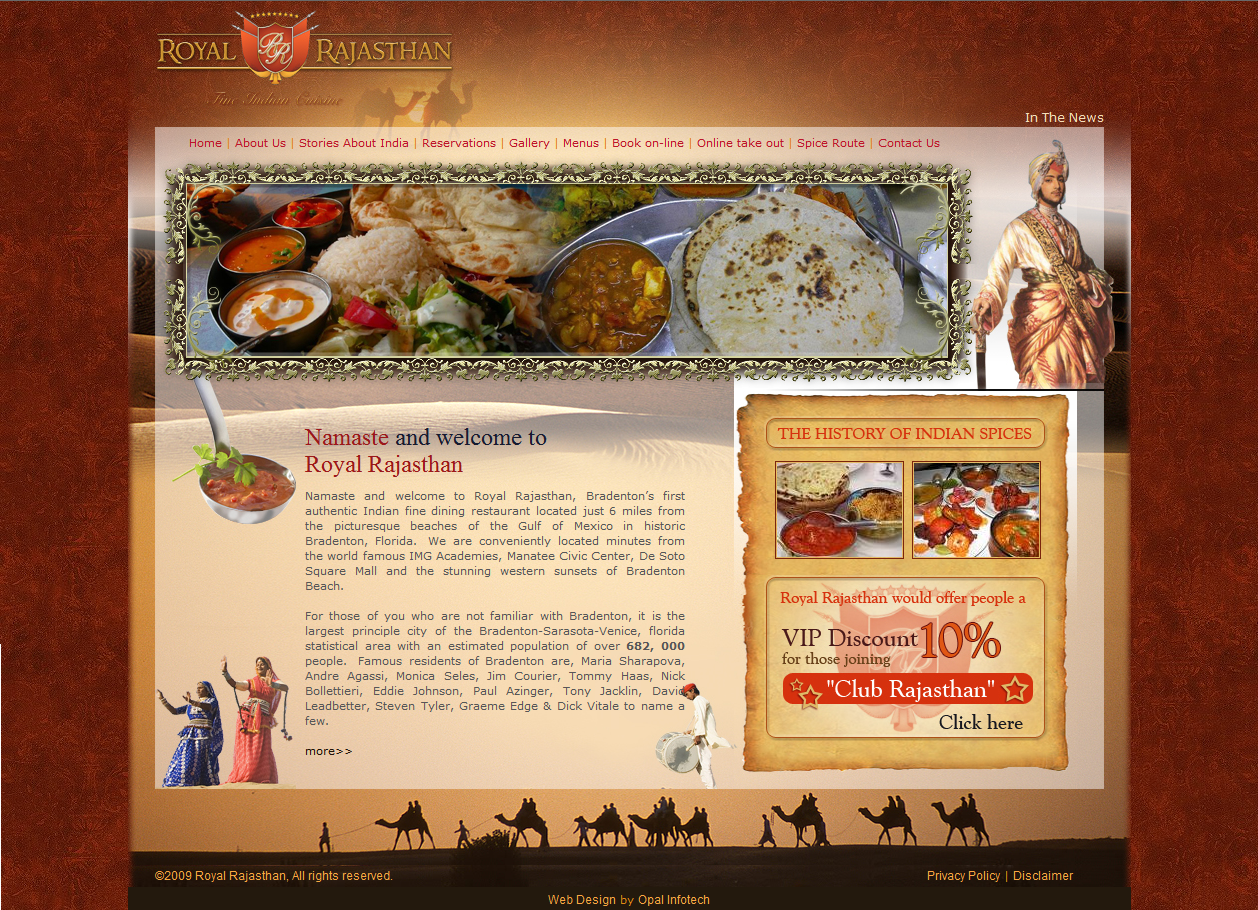 ROYAL RR RAJASTHAN
Fine Indian Cuisine
In The News
Home | About Us | Stories About India | Reservations | Gallery | Menus | Book on-line | Online take out | Spice Route | Contact Us
Namaste and welcome to
Royal Rajasthan
Namaste and welcome to Royal Rajasthan, Bradenton’s first
authentic Indian fine dining restaurant located just 6 miles from
the picturesque beaches of the Gulf of Mexico in historic
Bradenton, Florida. We are conveniently located minutes from
the world famous IMG Academies, Manatee Civic Center, De Soto
Square Mall and the stunning western sunsets of Bradenton
Beach.
For those of you who are not familiar with Bradenton, it is the
largest principle city of the Bradenton-Sarasota-Venice, florida
statistical area with an estimated population of over 682, 000
people. Famous residents of Bradenton are, Maria Sharapova,
Andre Agassi, Monica Seles, Jim Courier, Tommy Haas, Nick
Bollettieri, Eddie Johnson, Paul Azinger, Tony Jacklin, David
Leadbetter, Steven Tyler, Graeme Edge & Dick Vitale to name a
few.
more>>
THE HISTORY OF INDIAN SPICES
Royal Rajasthan would offer people a
VIP Discount 10%
for those joining
"Club Rajasthan"
Click here
©2009 Royal Rajasthan, All rights reserved.
Privacy Policy | Disclaimer
Web Design by Opal Infotech